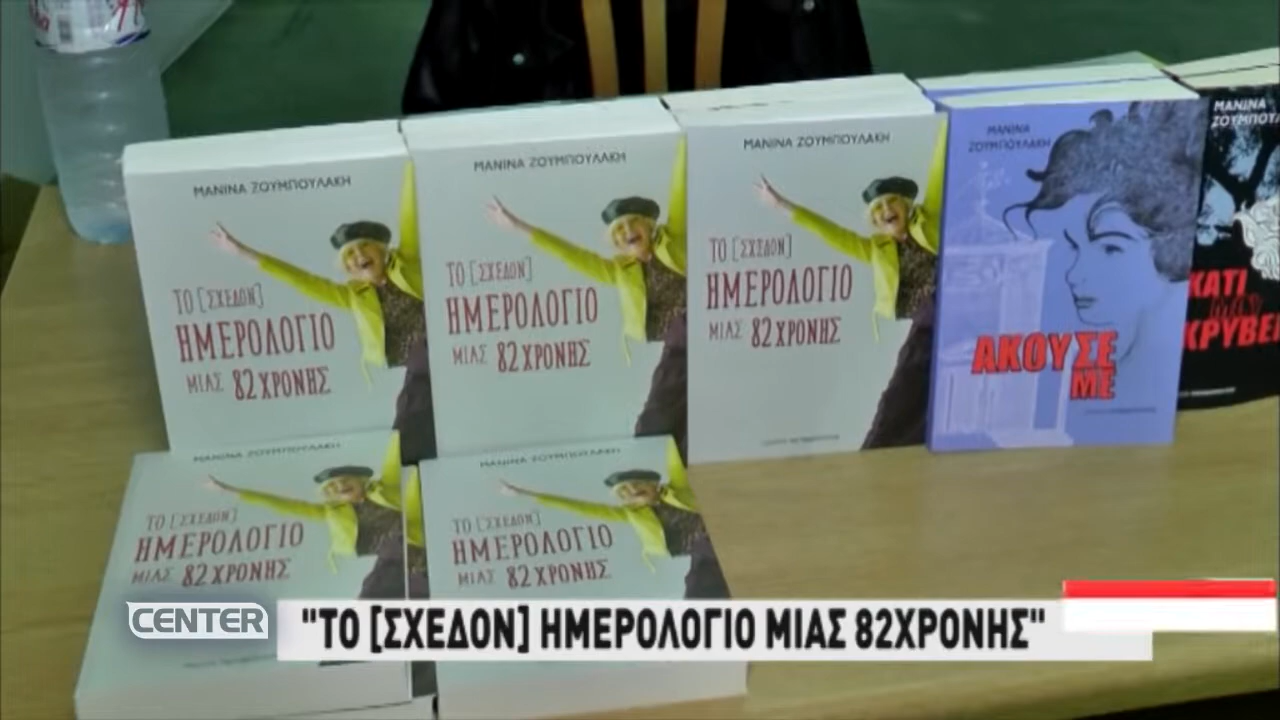 ΜΑΝΙΝΑ ΖΟΥΜΠΟΥΛΑΚΗ
ΤΟ [ΣΧΕΔΟΝ]
ΗΜΕΡΟΛΟΓΙΟ
ΜΙΑΣ 82ΧΡΟΝΗΣ
ΜΑΝΙΝΑ ΖΟΥΜΠΟΥΛΑΚΗ
ΤΟ [ΣΧΕΔΟΝ]
ΗΜΕΡΟΛΟΓΙΟ
ΜΙΑΣ 82ΧΡΟΝΗΣ
ΜΑΝΙΝΑ ΖΟΥΜΠΟΥΛΑΚΗ
ΤΟ [ΣΧΕΔΟΝ]
ΗΜΕΡΟΛΟΓΙΟ
ΜΙΑΣ 82ΧΡΟΝΗΣ
ΜΑΝΙΝΑ
ΖΟΥΜΠΟΥΛΑΚΗ
ΑΚΟΥΣΕ
ΜΕ
ΜΑΝΙΝΑ
ΖΟΥΜΠΟΥΛ
ΚΑΤΙ
ΚΡΥΒΕΙ
ΜΑΝΙΝΑ ΖΟΥΜΠΟΥΛΑΚΗ
ΤΟ [ΣΧΕΔΟΝ]
ΗΜΕΡΟΛΟΓΙΟ
ΜΙΑΣ 82ΧΡΟΝΗΣ
ΜΑΝΙΝΑ ΖΟΥΜΠΟΥΛΑΚΗ
ΤΟ [ΣΧΕΔΟΝ]
ΗΜΕΡΟΛΟΓΙΟ
ΜΙΑΣ 82ΧΡΟΝΗΣ
CENTER
"ΤΟ [ΣΧΕΔΟΝ] ΗΜΕΡΟΛΟΓΙΟ ΜΙΑΣ 82ΧΡΟΝΗΣ"